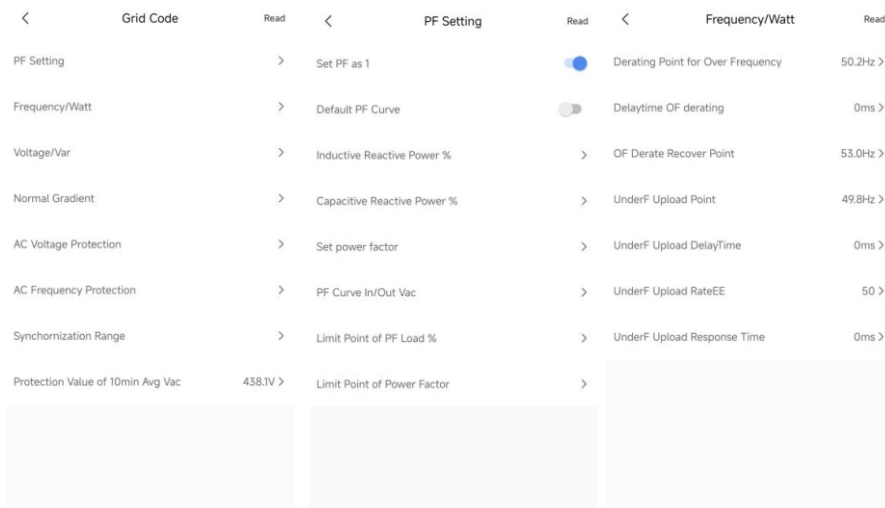 Grid Code Read
PF Setting
Frequency/Watt
Voltage/Var
Normal Gradient
AC Voltage Protection
AC Frequency Protection
Synchornization Range
Protection Value of 10min Avg Vac 438.1V
PF Setting Read
Set PF as 1
Default PF Curve
Inductive Reactive Power %
Capacitive Reactive Power %
Set power factor
PF Curve In/Out Vac
Limit Point of PF Load %
Limit Point of Power Factor
Frequency/Watt Read
Derating Point for Over Frequency 50.2Hz
Delaytime OF derating 0ms
OF Derate Recover Point 53.0Hz
UnderF Upload Point 49.8Hz
UnderF Upload DelayTime 0ms
UnderF Upload RateEE 50
UnderF Upload Response Time 0ms